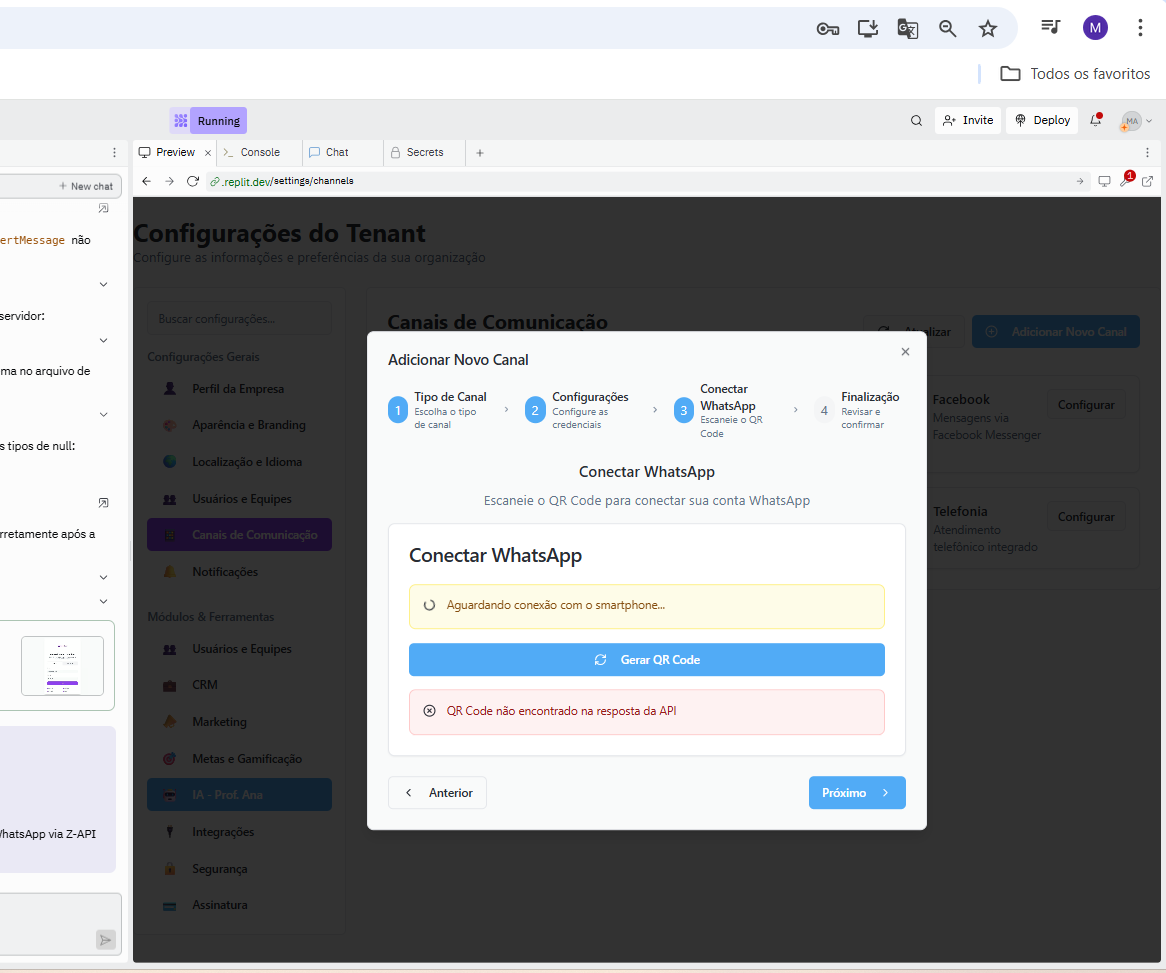 M
Todos os favoritos
Running
Invite
Deploy
MA
Preview
Console
Chat
Secrets
New chat
.replit.dev/settings/channels
1
ertMessage não
servidor:
ma no arquivo de
s tipos de null:
rretamente após a
WhatsApp via Z-API
Configurações do Tenant
Configure as informações e preferências da sua organização
Buscar configurações...
Configurações Gerais
Perfil da Empresa
Aparência e Branding
Localização e Idioma
Usuários e Equipes
Canais de Comunicação
Notificações
Módulos & Ferramentas
Usuários e Equipes
CRM
Marketing
Metas e Gamificação
IA - Prof. Ana
Integrações
Segurança
Assinatura
Canais de Comunicação
Adicionar Novo Canal
Facebook
Mensagens via
Facebook Messenger
Configurar
Telefonia
Atendimento
telefônico integrado
Configurar
Adicionar Novo Canal
1
Tipo de Canal
Escolha o tipo
de canal
2
Configurações
Configure as
credenciais
3
Conectar
WhatsApp
Escaneie o QR
Code
4
Finalização
Revisar e
confirmar
Conectar WhatsApp
Escaneie o QR Code para conectar sua conta WhatsApp
Conectar WhatsApp
Aguardando conexão com o smartphone...
Gerar QR Code
QR Code não encontrado na resposta da API
Anterior
Próximo